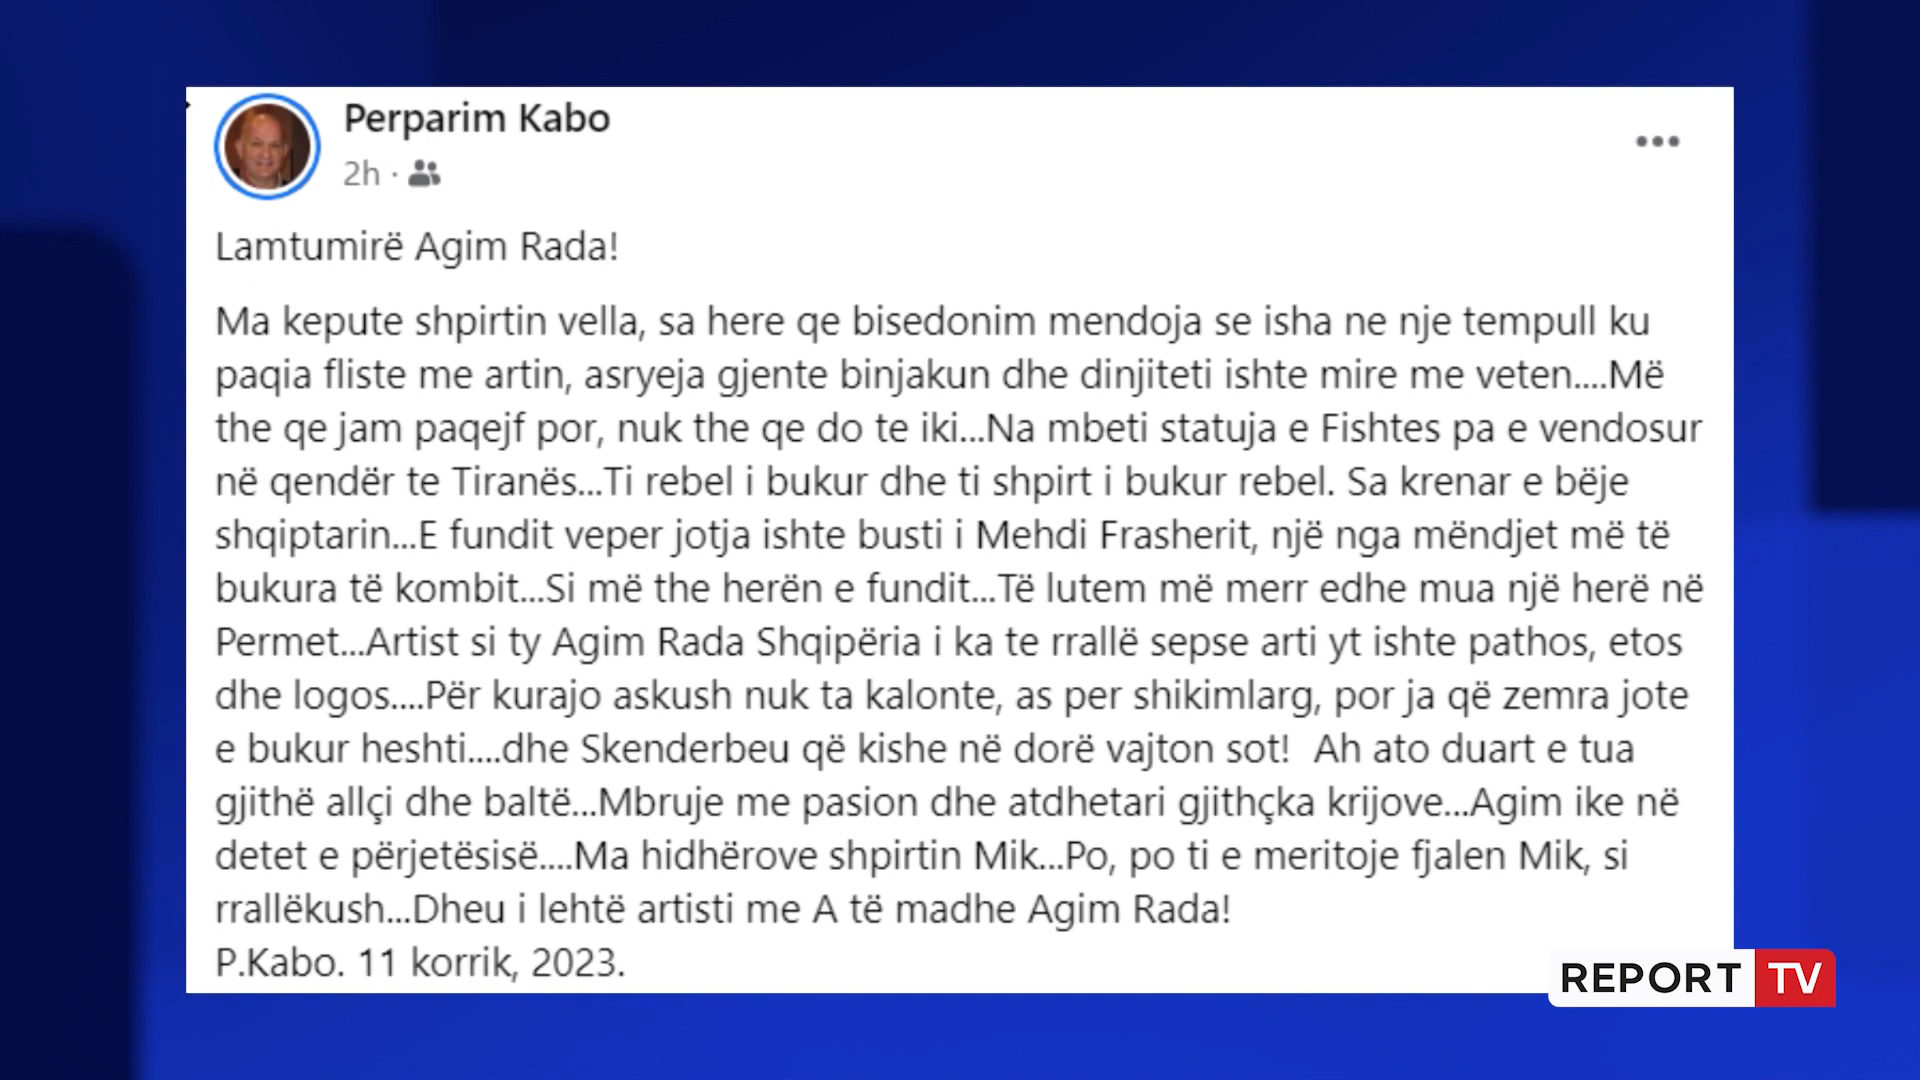 Perparim Kabo
2h ·
Lamtumirë Agim Rada!
Ma kepute shpirtin vella, sa here qe bisedonim mendoja se isha ne nje tempull ku
paqia fliste me artin, asryeja gjente binjakun dhe dinjiteti ishte mire me veten....Më
the qe jam paqejf por, nuk the qe do te iki...Na mbeti statuja e Fishtes pa e vendosur
në qendër te Tiranës...Ti rebel i bukur dhe ti shpirt i bukur rebel. Sa krenar e bëje
shqiptarin...E fundit veper jotja ishte busti i Mehdi Frasherit, një nga mëndjet më të
bukura të kombit...Si më the herën e fundit...Të lutem më merr edhe mua një herë në
Permet...Artist si ty Agim Rada Shqipëria i ka te rrallë sepse arti yt ishte pathos, etos
dhe logos....Për kurajo askush nuk ta kalonte, as per shikimlarg, por ja që zemra jote
e bukur heshti....dhe Skenderbeu që kishe në dorë vajton sot!  Ah ato duart e tua
gjithë allçi dhe baltë...Mbruje me pasion dhe atdhetari gjithçka krijove...Agim ike në
detet e përjetësisë....Ma hidhërove shpirtin Mik...Po, po ti e meritoje fjalen Mik, si
rrallëkush...Dheu i lehtë artisti me A të madhe Agim Rada!
P.Kabo. 11 korrik, 2023.
REPORT TV